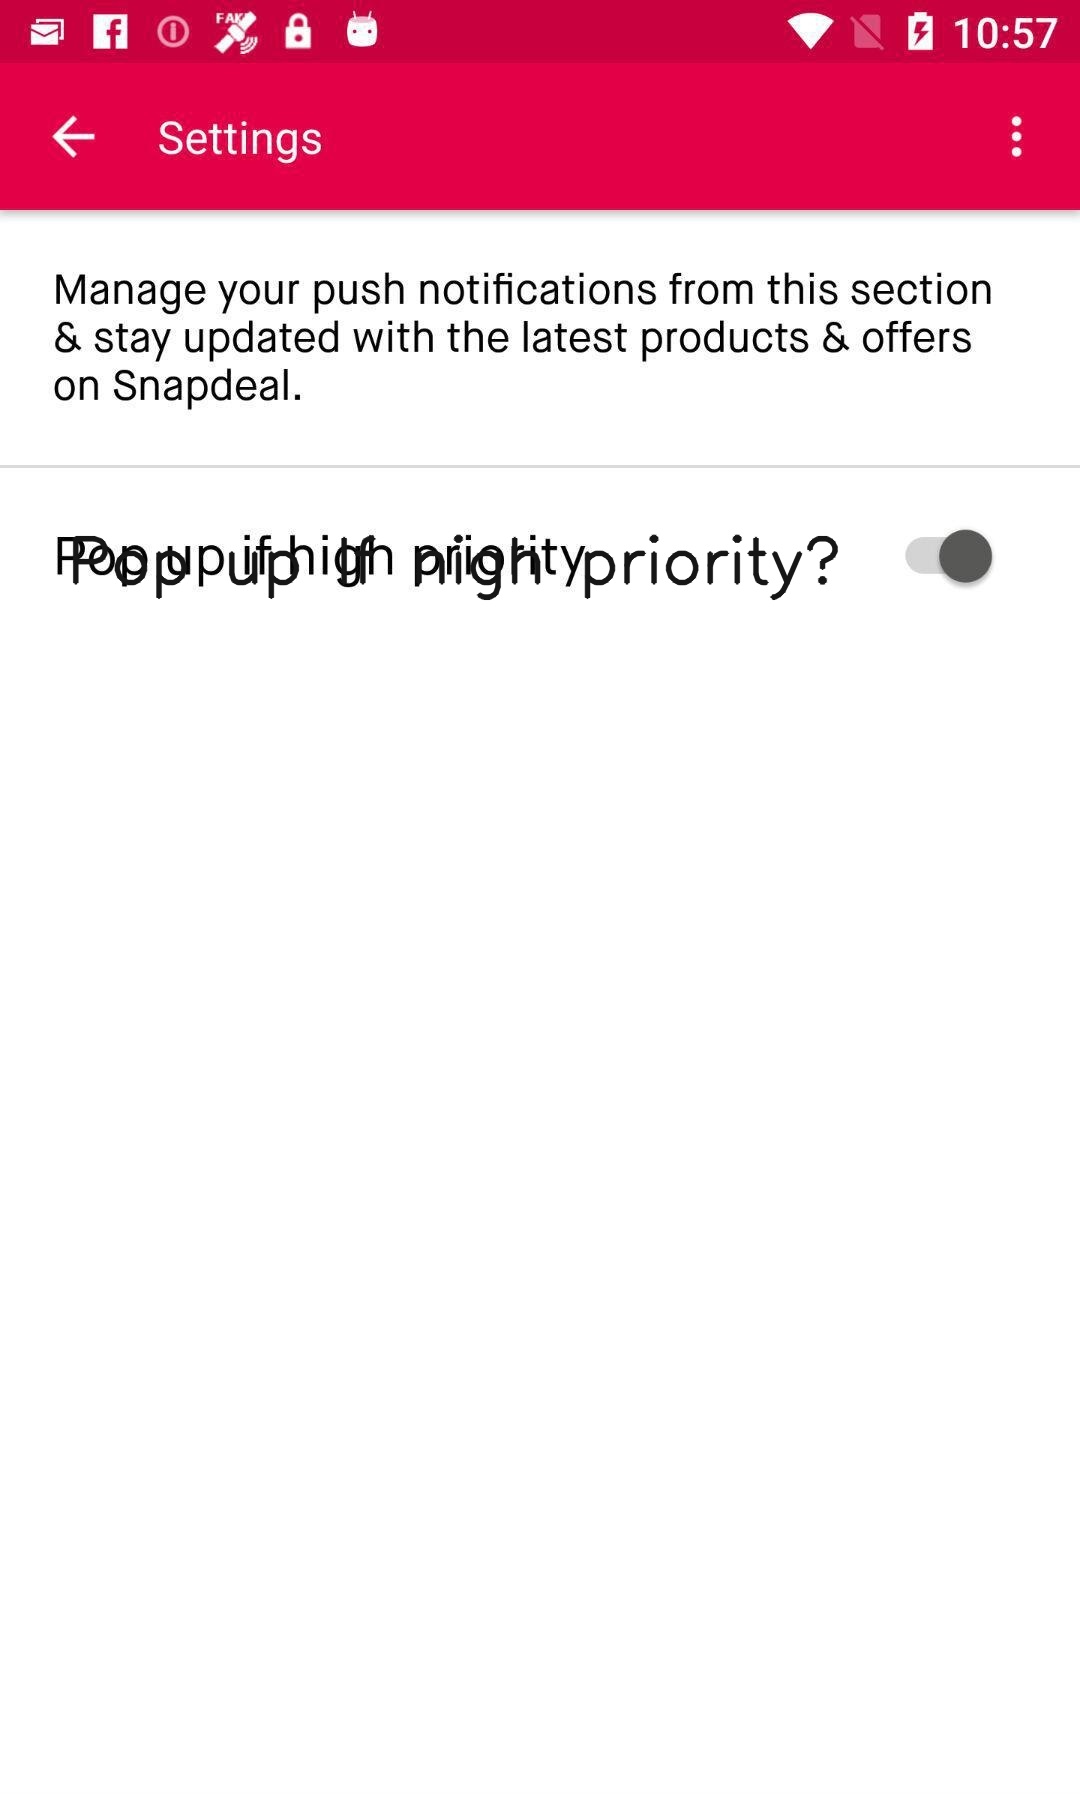 FAKE
10:57
Settings
Manage your push notifications from this section
& stay updated with the latest products & offers
on Snapdeal.
Pop up if high priority
Pop up if high priority?